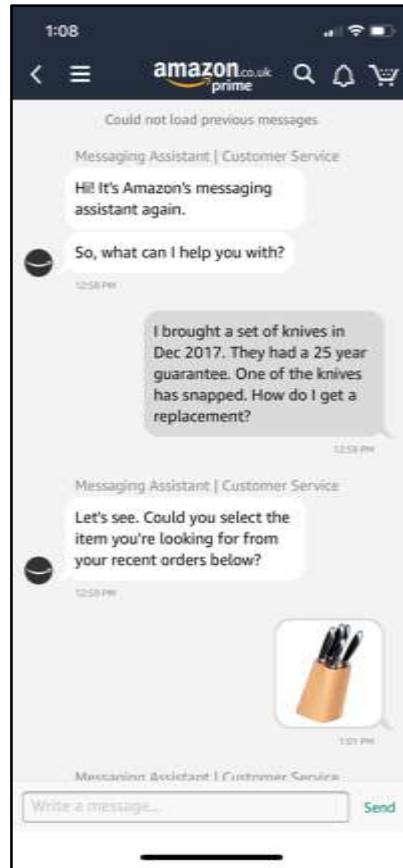 1:08
amazon.co.uk
prime
Could not load previous messages
Messaging Assistant | Customer Service
Hi! It's Amazon's messaging
assistant again.
So, what can I help you with?
12:58 PM
I brought a set of knives in
Dec 2017. They had a 25 year
guarantee. One of the knives
has snapped. How do I get a
replacement?
12:58 PM
Messaging Assistant | Customer Service
Let's see. Could you select the
item you're looking for from
your recent orders below?
12:58 PM
1:01 PM
Messaging Assistant | Customer Service
Write a message...
Send